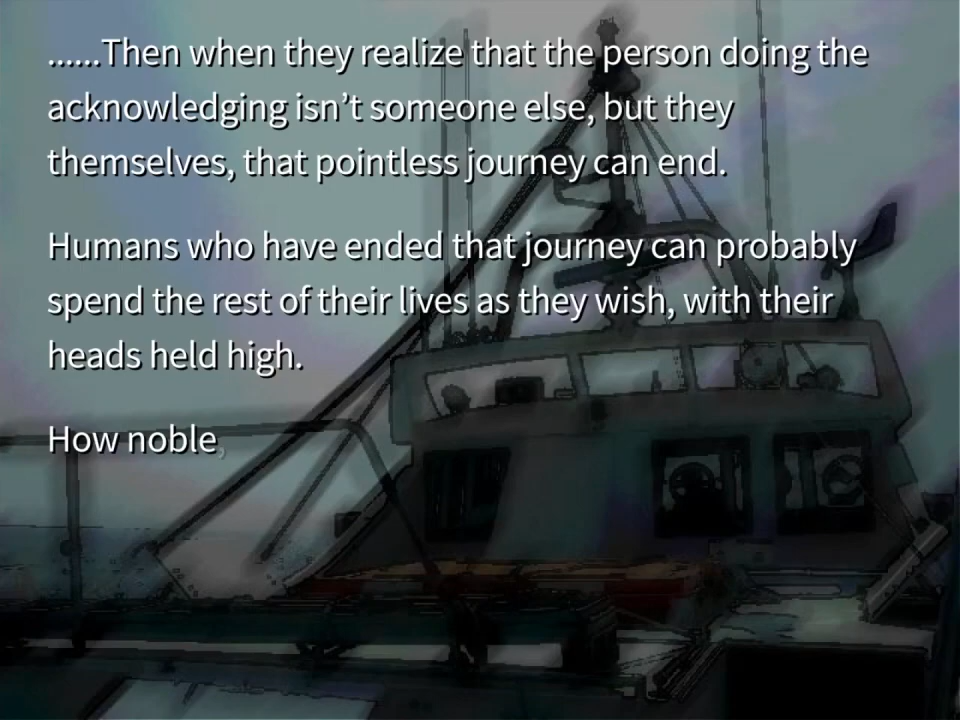 ......Then when they realize that the person doing the
acknowledging isn’t someone else, but they
themselves, that pointless journey can end.
Humans who have ended that journey can probably
spend the rest of their lives as they wish, with their
heads held high.
How noble,